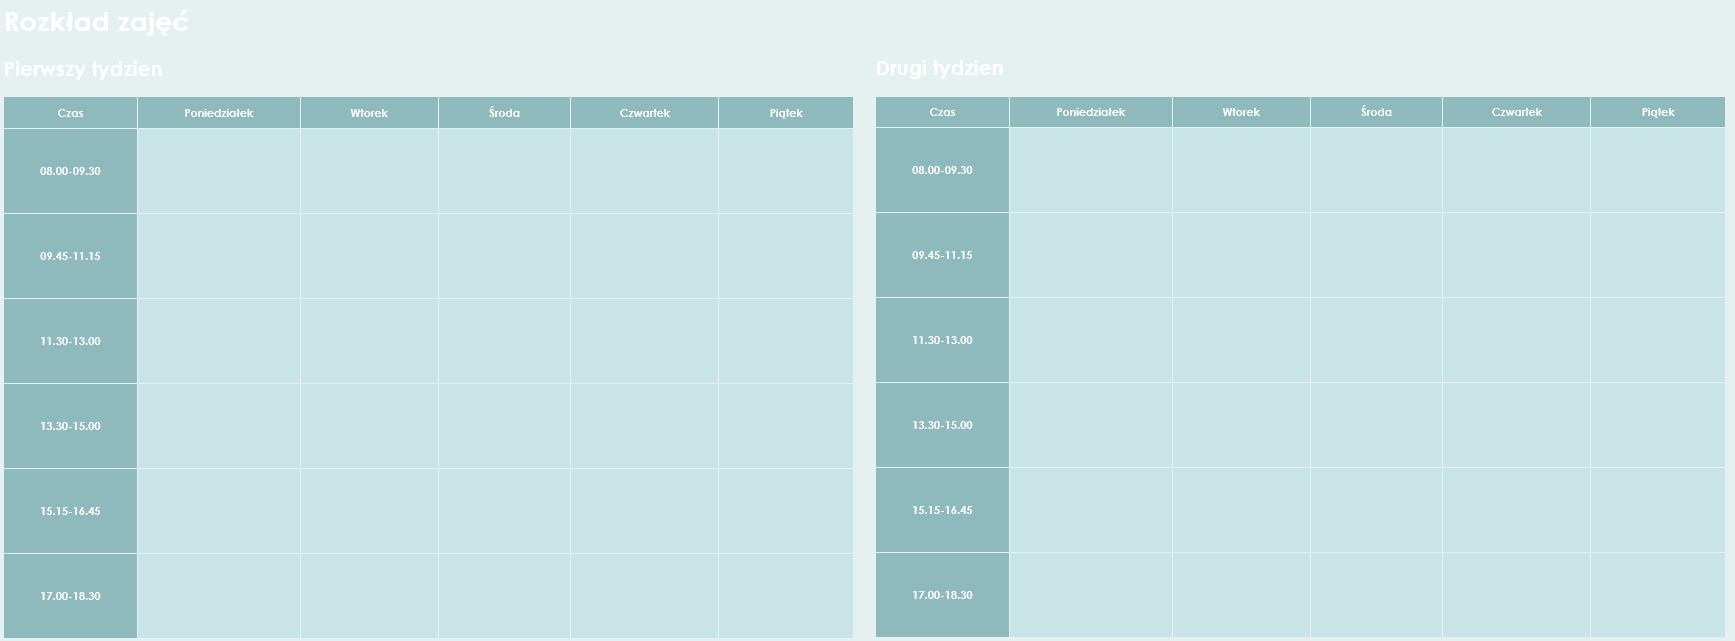 Rozkład zajęć
Pierwszy tydzien
Czas Poniedziałek Wtorek Środa Czwartek Piątek
08.00-09.30
09.45-11.15
11.30-13.00
13.30-15.00
15.15-16.45
17.00-18.30
Drugi tydzien
Czas Poniedziałek Wtorek Środa Czwartek Piątek
08.00-09.30
09.45-11.15
11.30-13.00
13.30-15.00
15.15-16.45
17.00-18.30